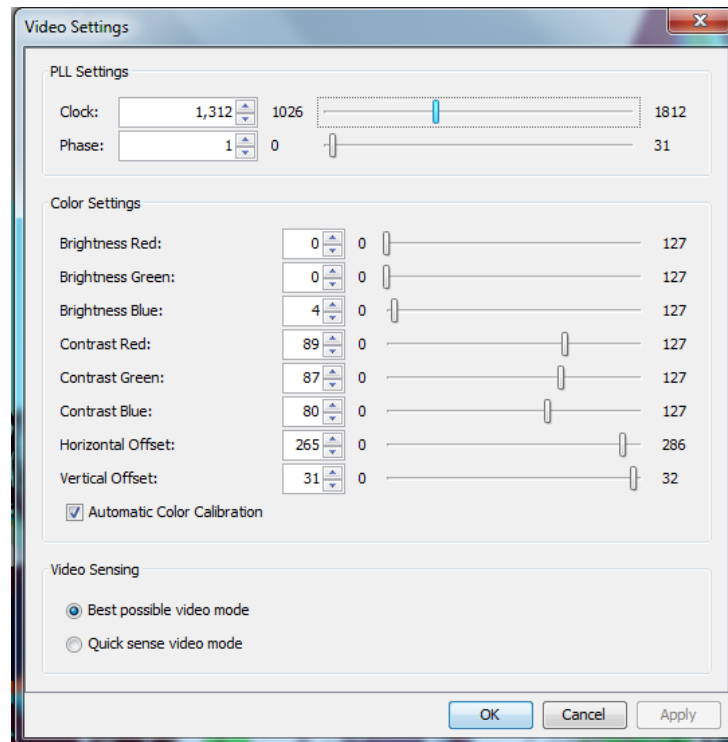 Video Settings
PLL Settings
Clock: 1,312 1026 1812
Phase: 1 0 31
Color Settings
Brightness Red: 0 0 127
Brightness Green: 0 0 127
Brightness Blue: 4 0 127
Contrast Red: 89 0 127
Contrast Green: 87 0 127
Contrast Blue: 80 0 127
Horizontal Offset: 265 0 286
Vertical Offset: 31 0 32
Automatic Color Calibration
Video Sensing
Best possible video mode
Quick sense video mode
OK Cancel Apply